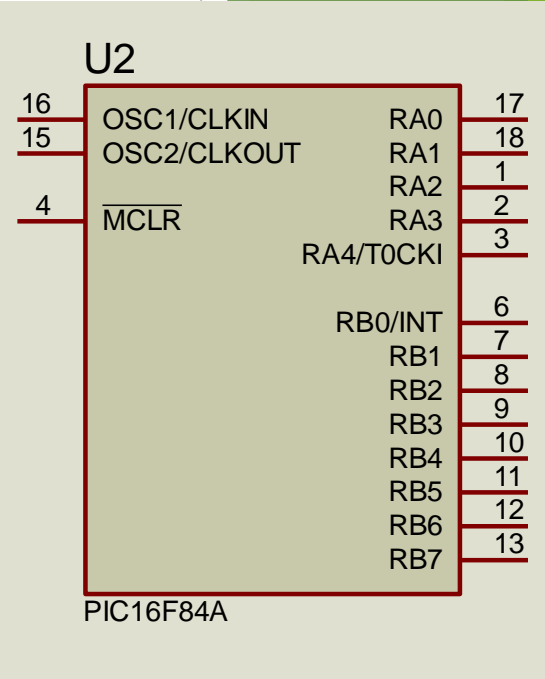 U2
16 OSC1/CLKIN RA0 17
15 OSC2/CLKOUT RA1 18
RA2 1
4 MCLR RA3 2
RA4/T0CKI 3
RB0/INT 6
RB1 7
RB2 8
RB3 9
RB4 10
RB5 11
RB6 12
RB7 13
PIC16F84A